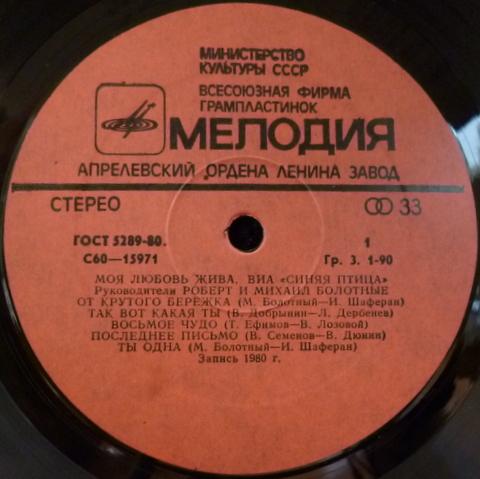 МИНИСТЕРСТВО
КУЛЬТУРЫ СССР
ВСЕСОЮЗНАЯ ФИРМА
ГРАМПЛАСТИНОК
МЕЛОДИЯ
АПРЕЛЕВСКИЙ ОРДЕНА ЛЕНИНА ЗАВОД
СТЕРЕО 33
ГОСТ 5289-80. 1
С60—15971 Гр. 3. 1-90
МОЯ ЛЮБОВЬ ЖИВА. ВИА «СИНЯЯ ПТИЦА»
Руководители РОБЕРТ И МИХАИЛ БОЛОТНЫЕ
ОТ КРУТОГО БЕРЕЖКА (М. Болотный—И. Шаферан)
ТАК ВОТ КАКАЯ ТЫ (В. Добрынин—Л. Дербенев)
ВОСЬМОЕ ЧУДО (Т. Ефимов—В. Лозовой)
ПОСЛЕДНЕЕ ПИСЬМО (В. Семенов—В. Дюнин)
ТЫ ОДНА (М. Болотный—И. Шаферан)
Запись 1980 г.